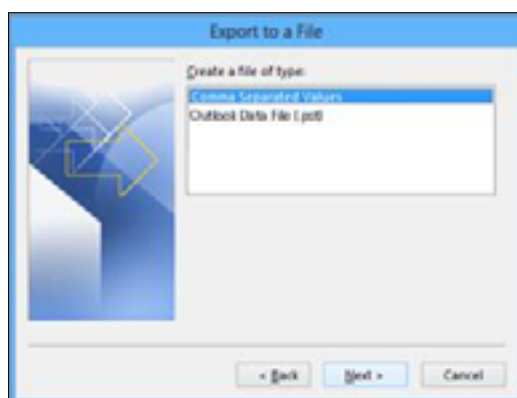 Export to a File
Create a file of type:
Comma Separated Values
Outlook Data File (.pst)
< Back
Next >
Cancel